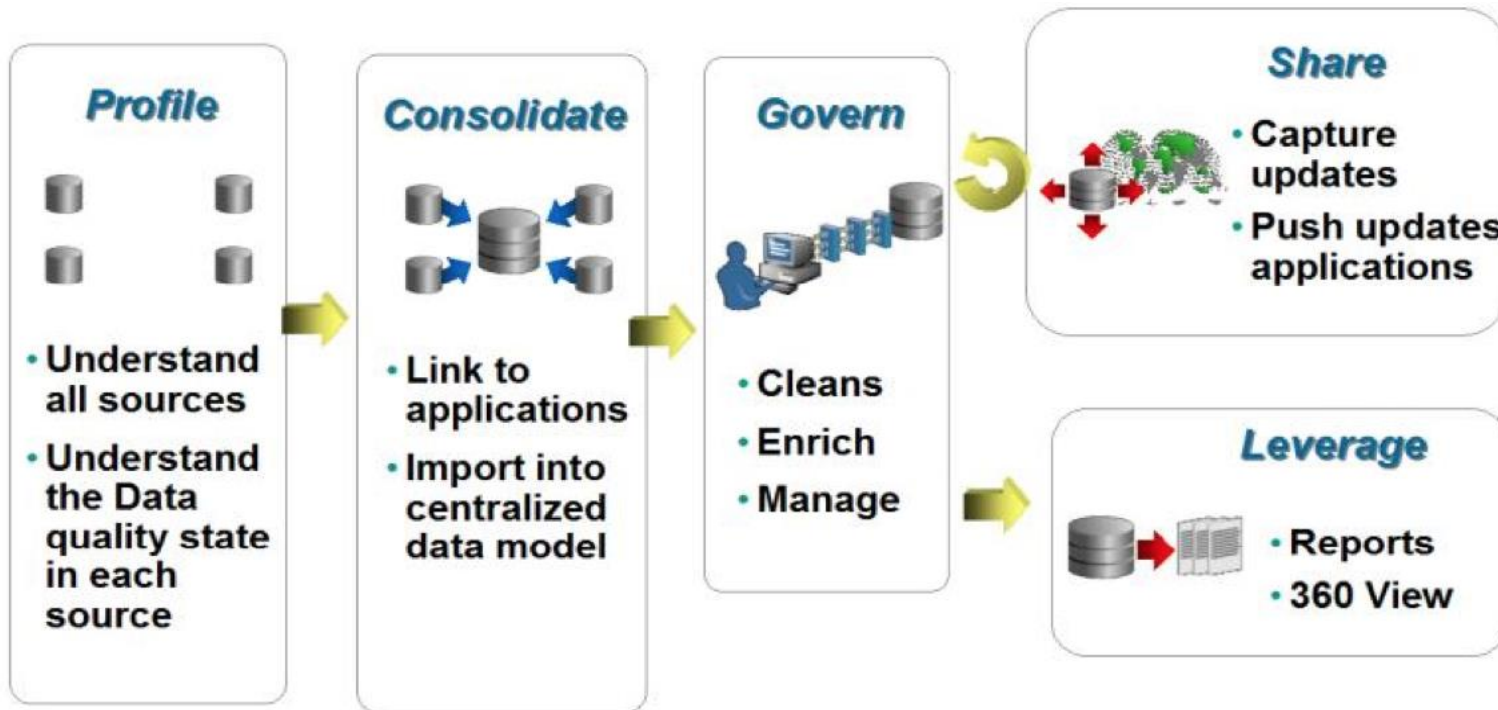 Profile
• Understand
all sources
• Understand
the Data
quality state
in each
source
Consolidate
• Link to
applications
• Import into
centralized
data model
Govern
• Cleans
• Enrich
• Manage
Share
• Capture
updates
• Push updates
applications
Leverage
• Reports
• 360 View